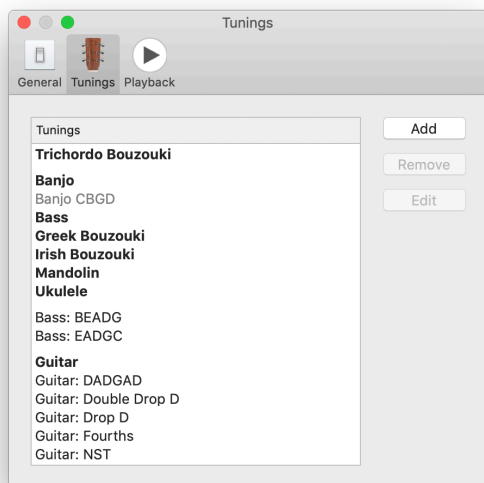 Tunings
General Tunings Playback
Tunings
Add
Remove
Edit
Trichordo Bouzouki
Banjo
Banjo CBGD
Bass
Greek Bouzouki
Irish Bouzouki
Mandolin
Ukulele
Bass: BEADG
Bass: EADGC
Guitar
Guitar: DADGAD
Guitar: Double Drop D
Guitar: Drop D
Guitar: Fourths
Guitar: NST